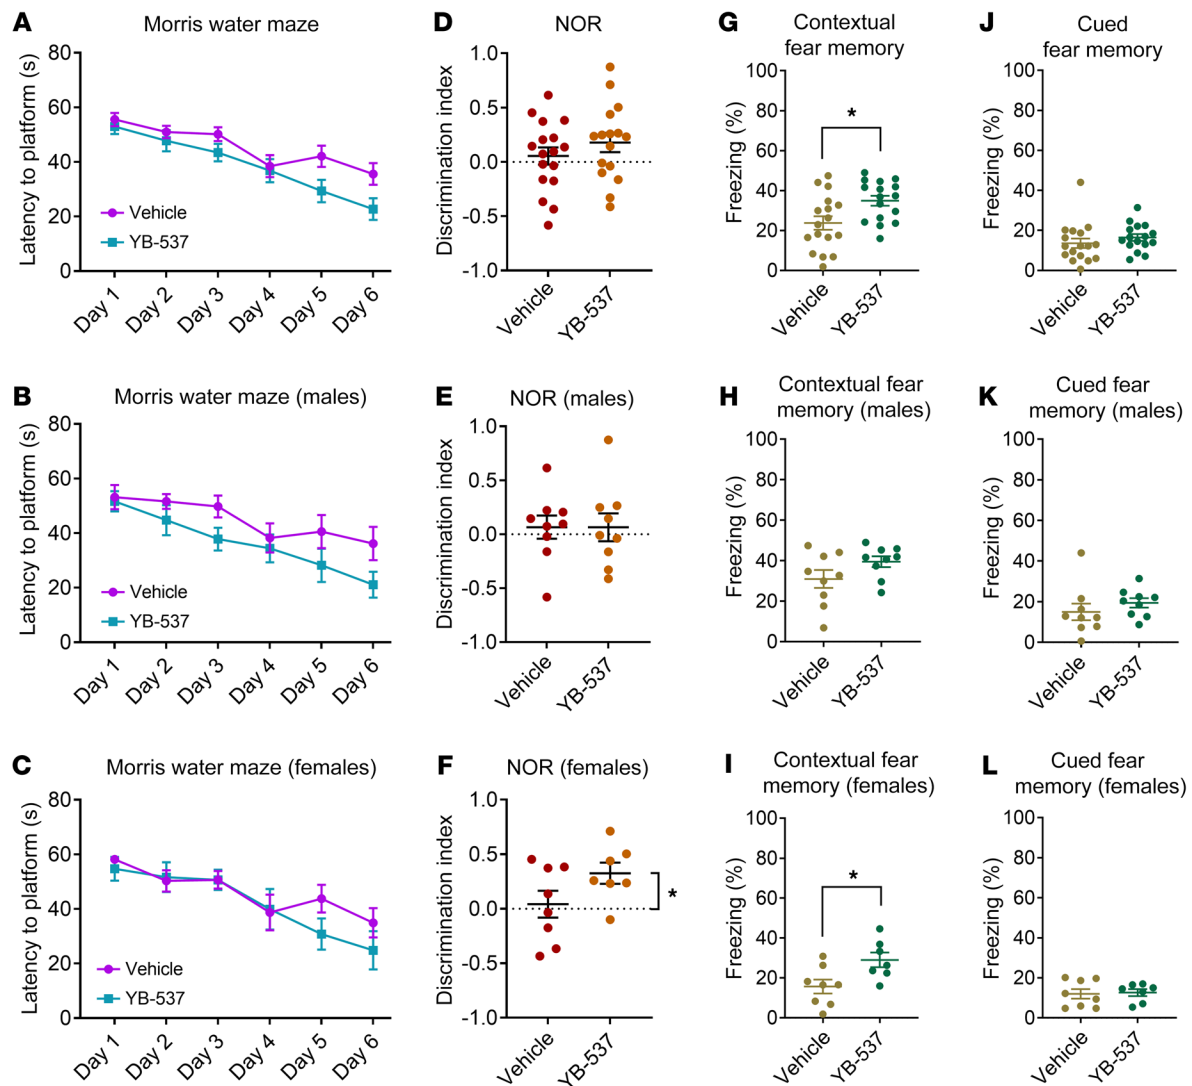 A
Morris water maze
Latency to platform (s)
80
60
40
20
0
Vehicle
YB-537
Day 1
Day 2
Day 3
Day 4
Day 5
Day 6
D
NOR
Discrimination index
1.0
0.5
0.0
-0.5
-1.0
Vehicle
YB-537
G
Contextual
fear memory
Freezing (%)
100
80
60
40
20
0
*
Vehicle
YB-537
J
Cued
fear memory
Freezing (%)
100
80
60
40
20
0
Vehicle
YB-537
B
Morris water maze (males)
Latency to platform (s)
80
60
40
20
0
Vehicle
YB-537
Day 1
Day 2
Day 3
Day 4
Day 5
Day 6
E
NOR (males)
Discrimination index
1.0
0.5
0.0
-0.5
-1.0
Vehicle
YB-537
H
Contextual fear
memory (males)
Freezing (%)
100
80
60
40
20
0
Vehicle
YB-537
K
Cued fear
memory (males)
Freezing (%)
100
80
60
40
20
0
Vehicle
YB-537
C
Morris water maze (females)
Latency to platform (s)
80
60
40
20
0
Vehicle
YB-537
Day 1
Day 2
Day 3
Day 4
Day 5
Day 6
F
NOR (females)
Discrimination index
1.0
0.5
0.0
-0.5
-1.0
*
Vehicle
YB-537
I
Contextual fear
memory (females)
Freezing (%)
100
80
60
40
20
0
*
Vehicle
YB-537
L
Cued fear
memory (females)
Freezing (%)
100
80
60
40
20
0
Vehicle
YB-537